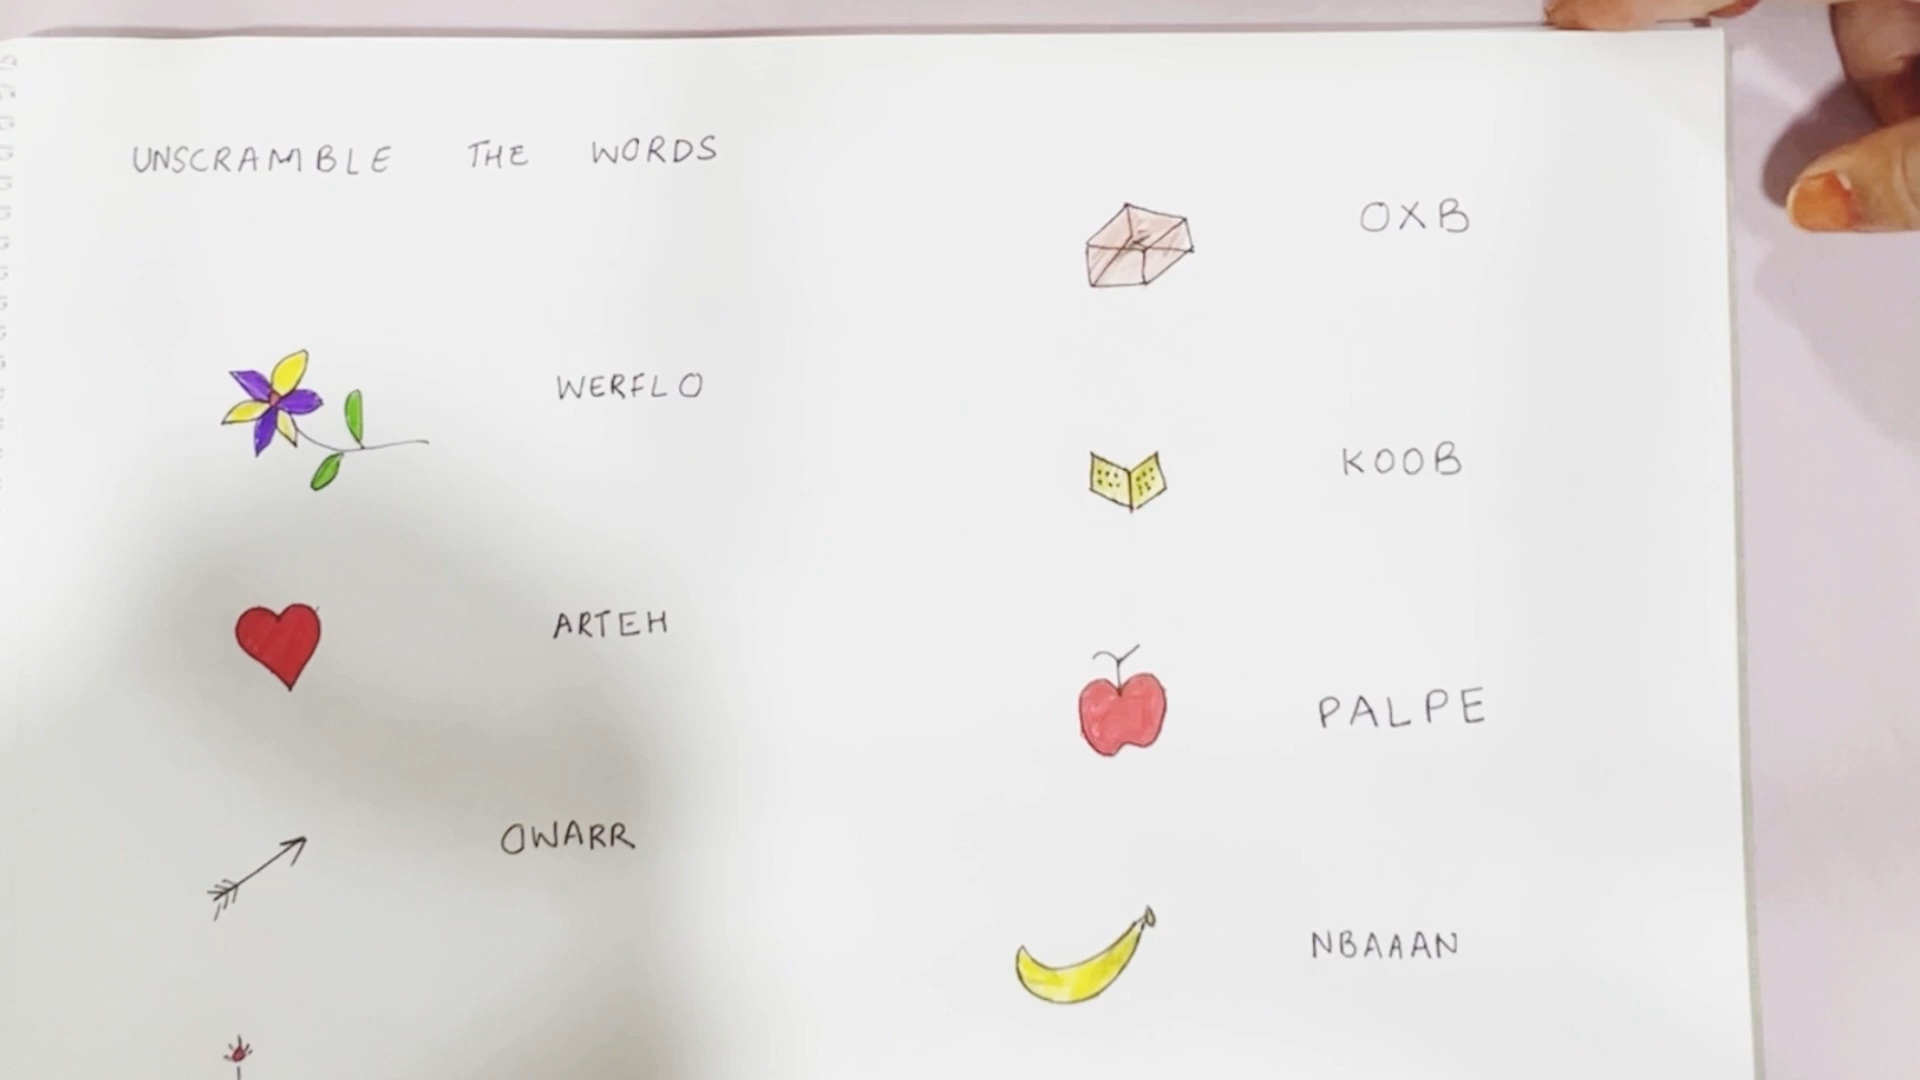 UNSCRAMBLE THE WORDS
WERFLO
ARTEH
OWARR
OXB
KOOB
PALPE
NBAAAN